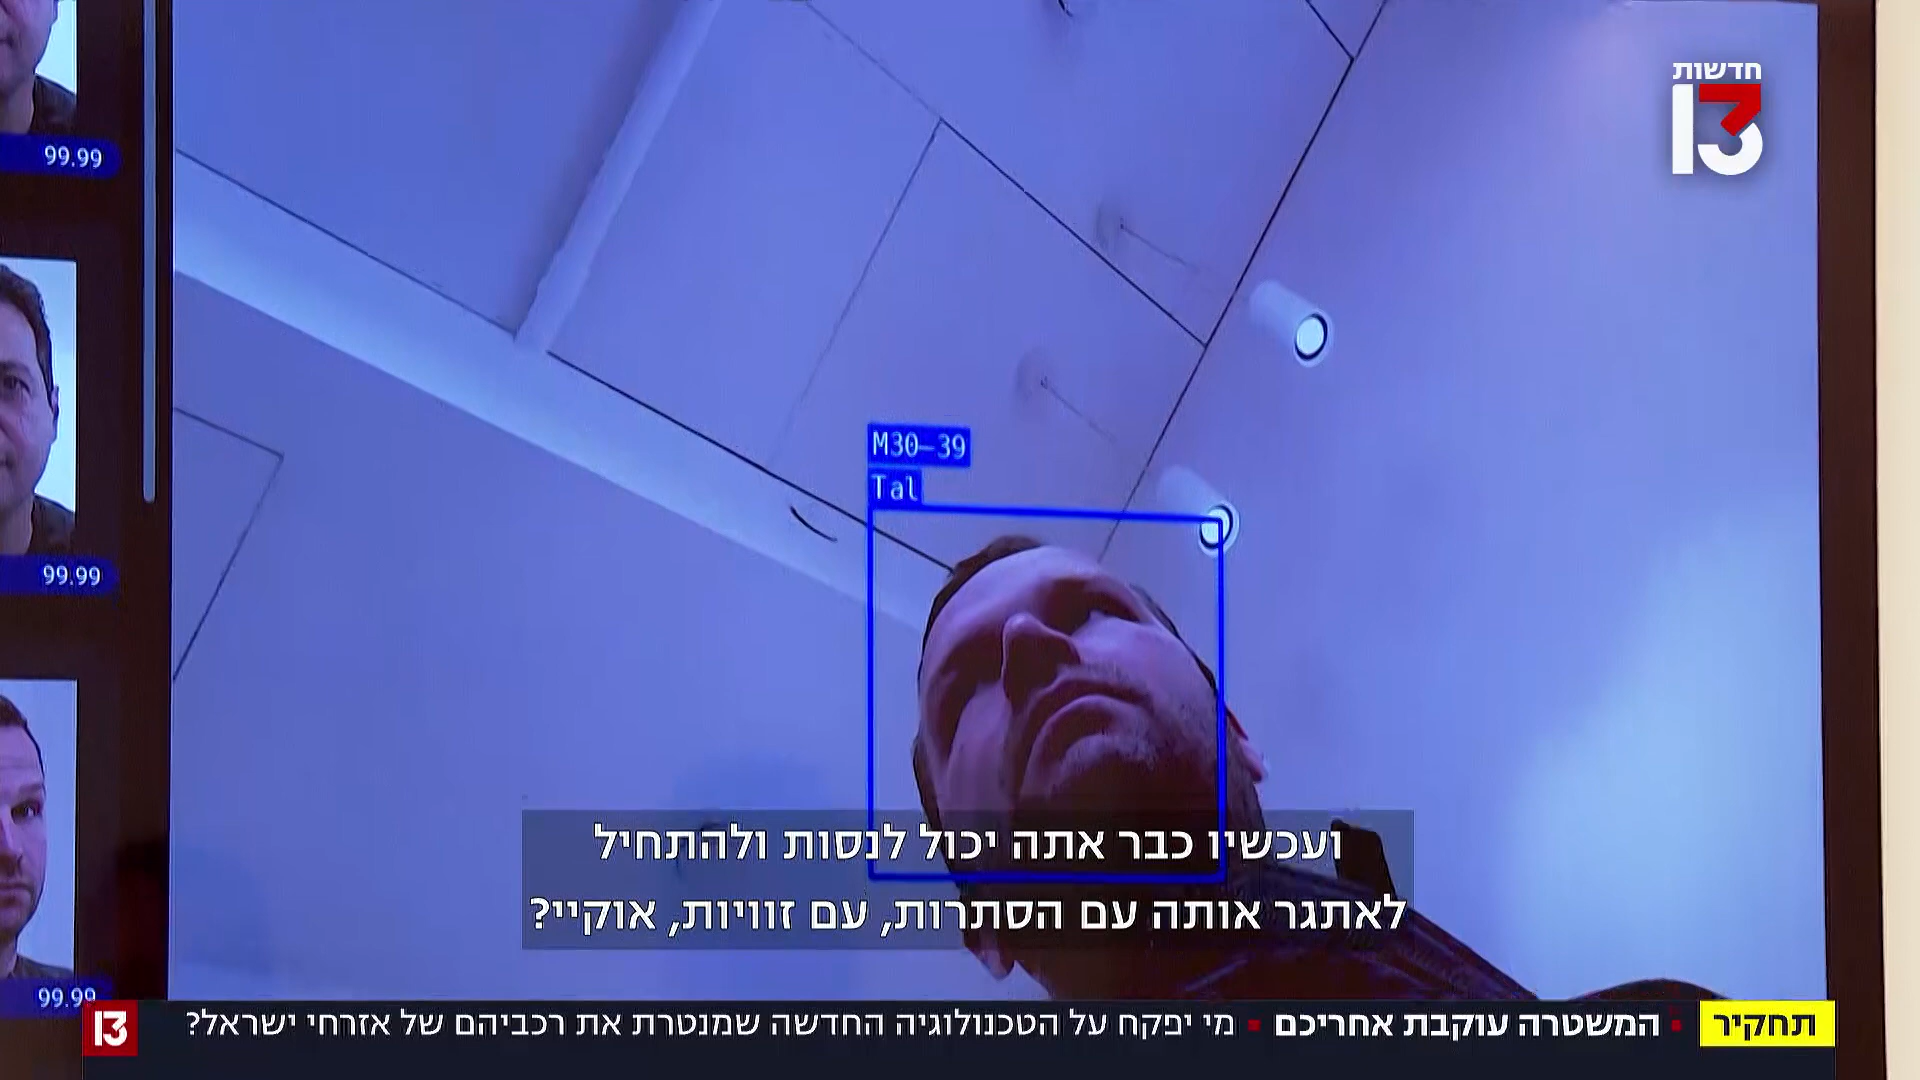 חדשות
13
99.99
M30-39
Tal
99.99
ועכשיו כבר אתה יכול לנסות ולהתחיל
לאתגר אותה עם הסתרות, עם זוויות, אוקיי?
99.99
תחקיר ▪ המשטרה עוקבת אחריכם ▪ מי יפקח על הטכנולוגיה החדשה שמנטרת את רכביהם של אזרחי ישראל? 13